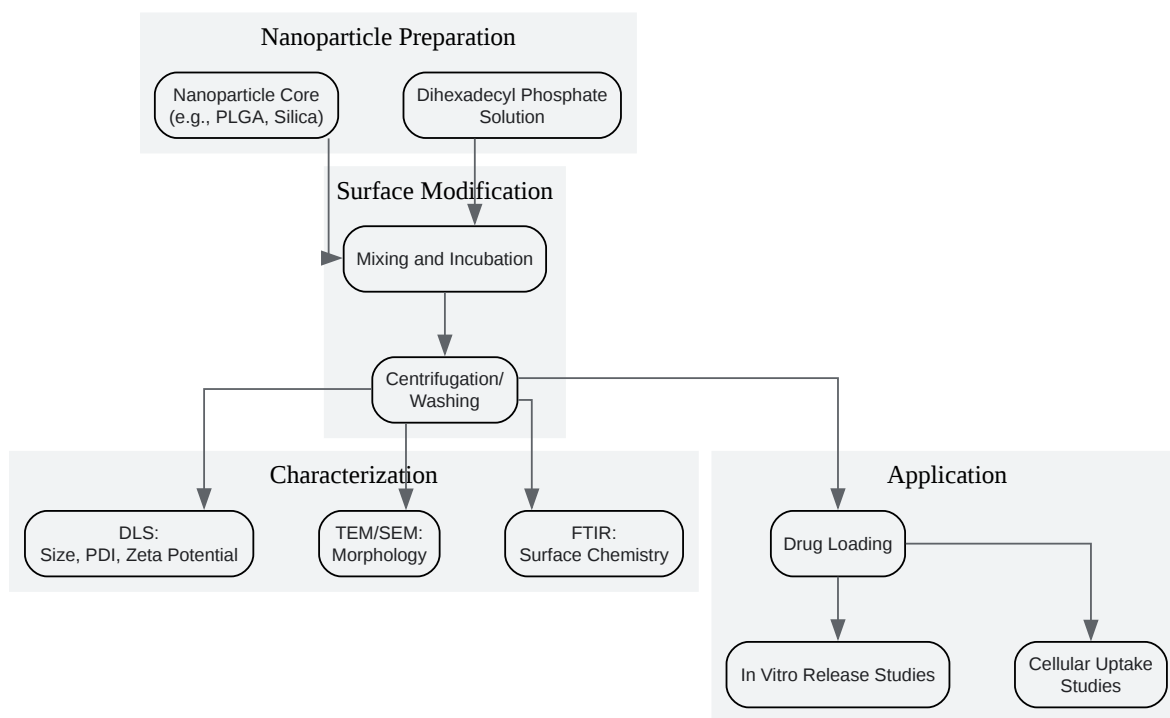 Nanoparticle Preparation
Nanoparticle Core
(e.g., PLGA, Silica)
Dihexadecyl Phosphate
Solution
Surface Modification
Mixing and Incubation
Centrifugation/
Washing
Characterization
DLS:
Size, PDI, Zeta Potential
TEM/SEM:
Morphology
FTIR:
Surface Chemistry
Application
Drug Loading
In Vitro Release Studies
Cellular Uptake
Studies